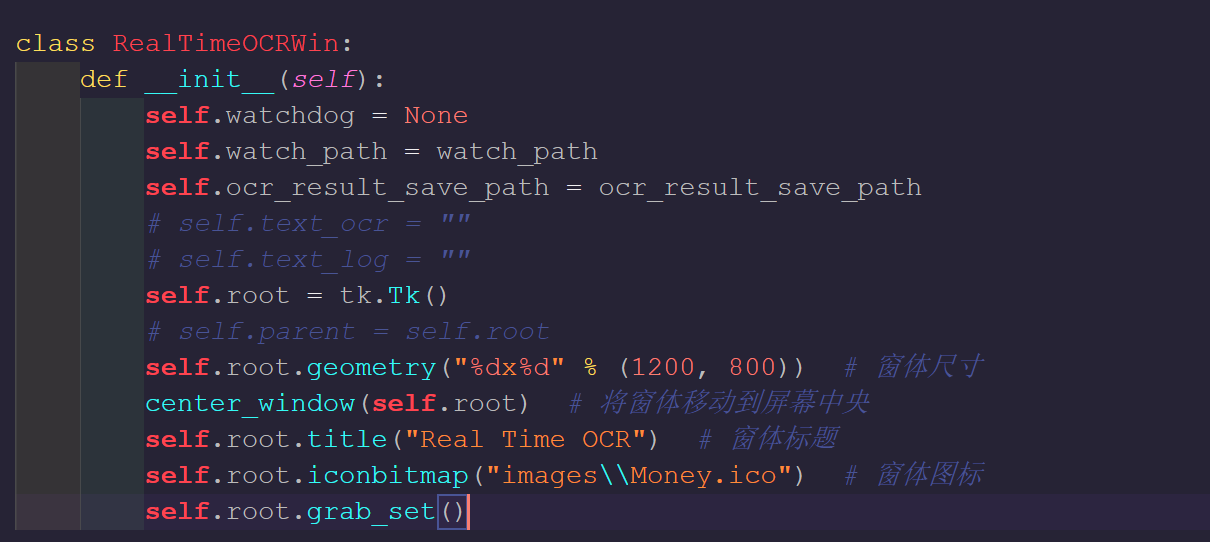 class RealTimeOCRWin:
    def __init__(self):
        self.watchdog = None
        self.watch_path = watch_path
        self.ocr_result_save_path = ocr_result_save_path
        # self.text_ocr = ""
        # self.text_log = ""
        self.root = tk.Tk()
        # self.parent = self.root
        self.root.geometry("%dx%d" % (1200, 800))  # 窗体尺寸
        center_window(self.root)  # 将窗体移动到屏幕中央
        self.root.title("Real Time OCR")  # 窗体标题
        self.root.iconbitmap("images\\Money.ico")  # 窗体图标
        self.root.grab_set()